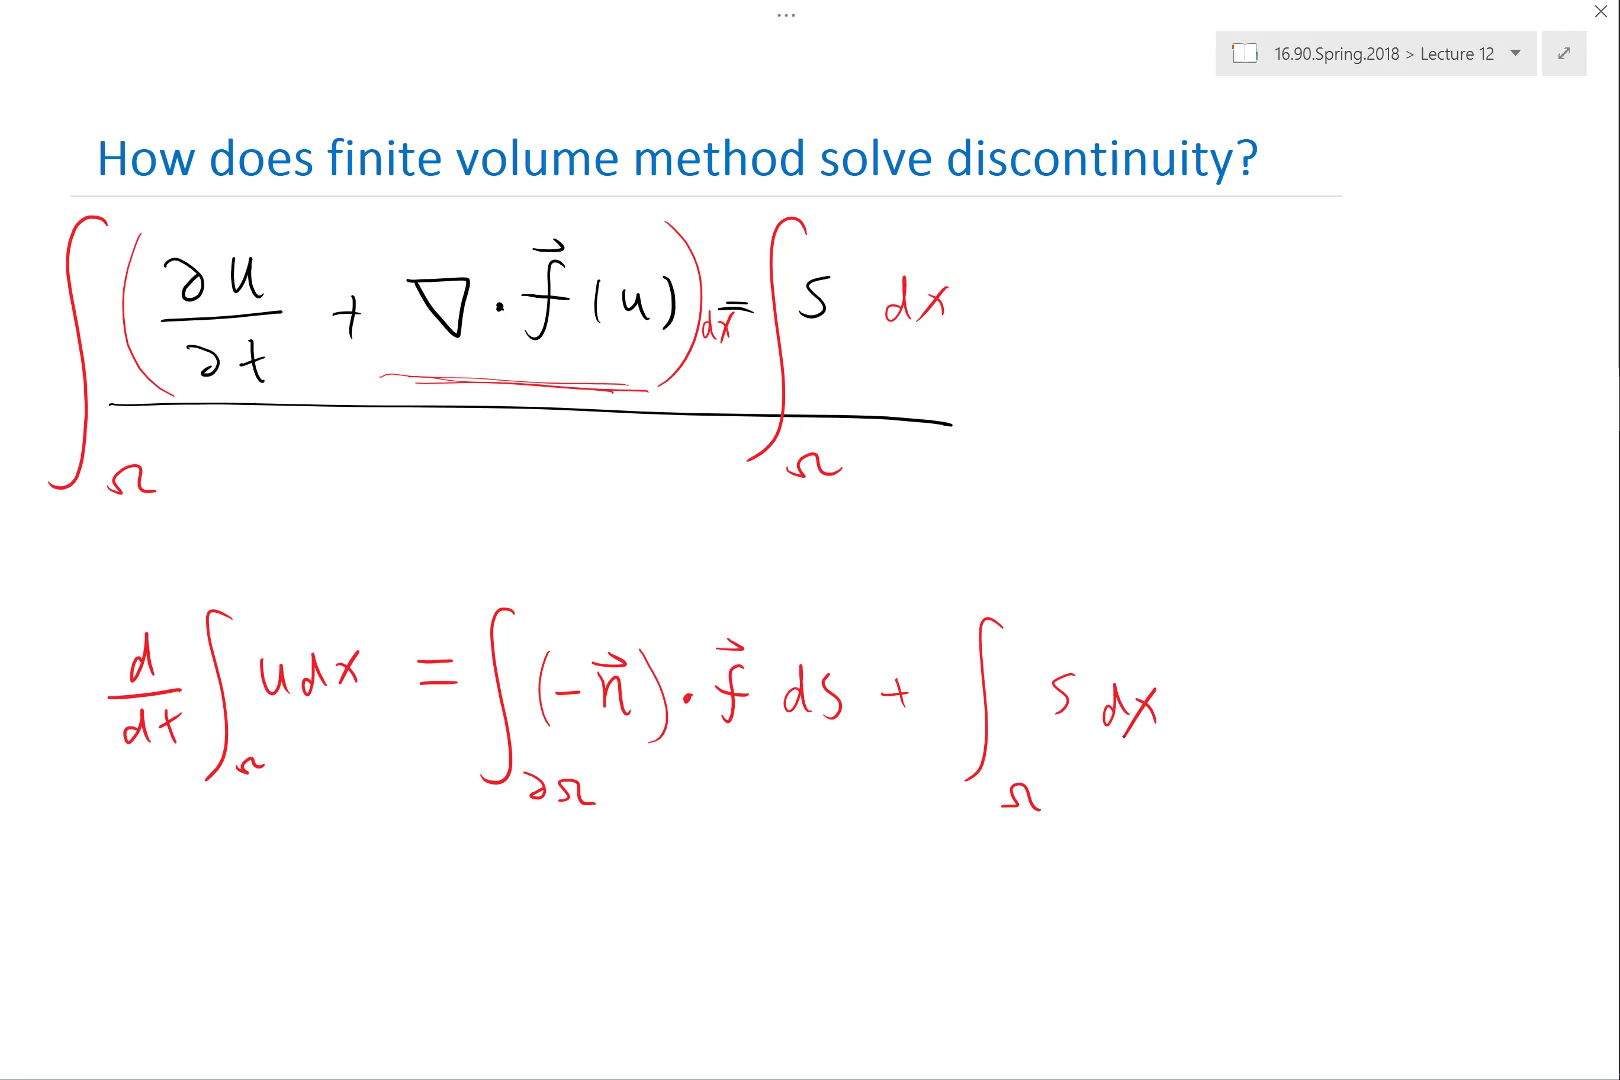 16.90.Spring.2018 > Lecture 12
How does finite volume method solve discontinuity?
∫_Ω (∂u/∂t + ∇·f⃗(u)) dx = ∫_Ω s dx
d/dt ∫_Ω u dx = ∫_∂Ω (-n⃗)·f⃗ ds + ∫_Ω s dx